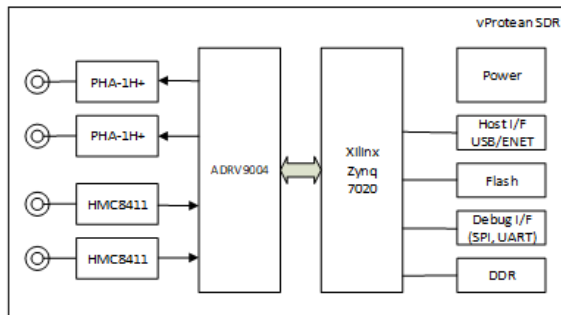 vProtean SDR
PHA-1H+
PHA-1H+
HMC8411
HMC8411
ADRV9004
Xilinx
Zynq
7020
Power
Host I/F
USB/ENET
Flash
Debug I/F
(SPI, UART)
DDR